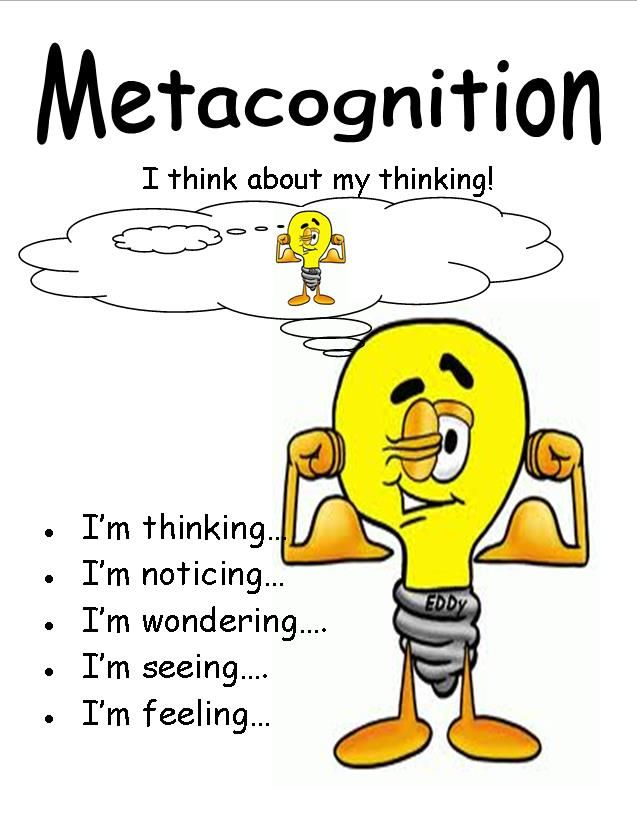 Metacognition
I think about my thinking!
EDDy
• I'm thinking...
• I'm noticing...
• I'm wondering....
• I'm seeing....
• I'm feeling...